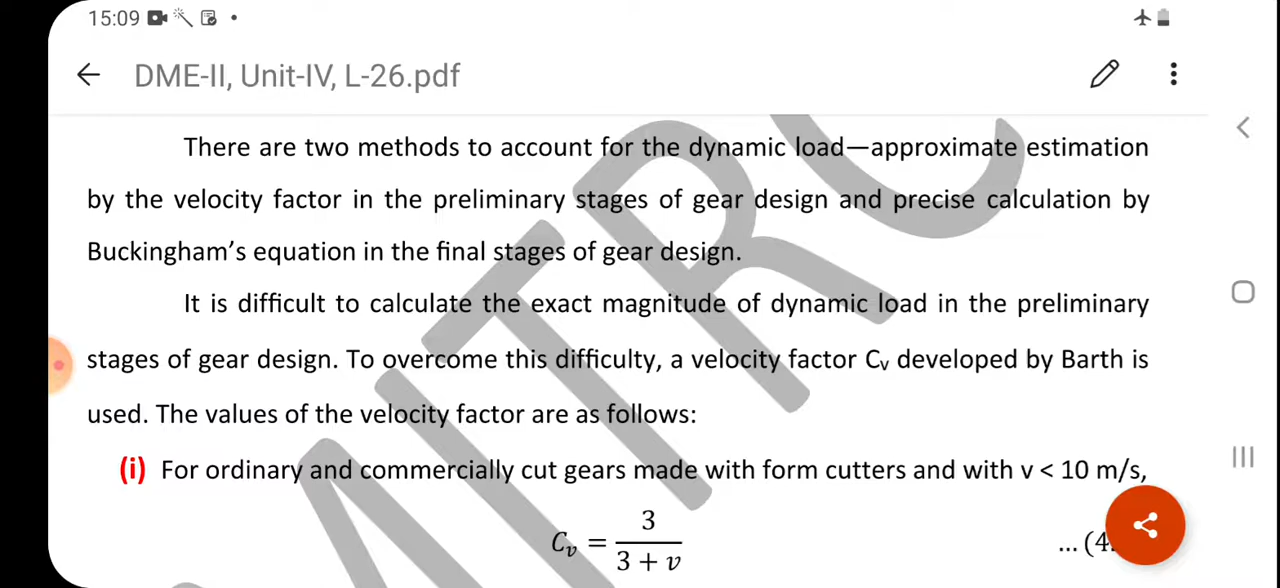 15:09
DME-II, Unit-IV, L-26.pdf
There are two methods to account for the dynamic load—approximate estimation
by the velocity factor in the preliminary stages of gear design and precise calculation by
Buckingham’s equation in the final stages of gear design.
It is difficult to calculate the exact magnitude of dynamic load in the preliminary
stages of gear design. To overcome this difficulty, a velocity factor Cv developed by Barth is
used. The values of the velocity factor are as follows:
(i) For ordinary and commercially cut gears made with form cutters and with v < 10 m/s,
Cv = 3 / (3 + v) ... (4